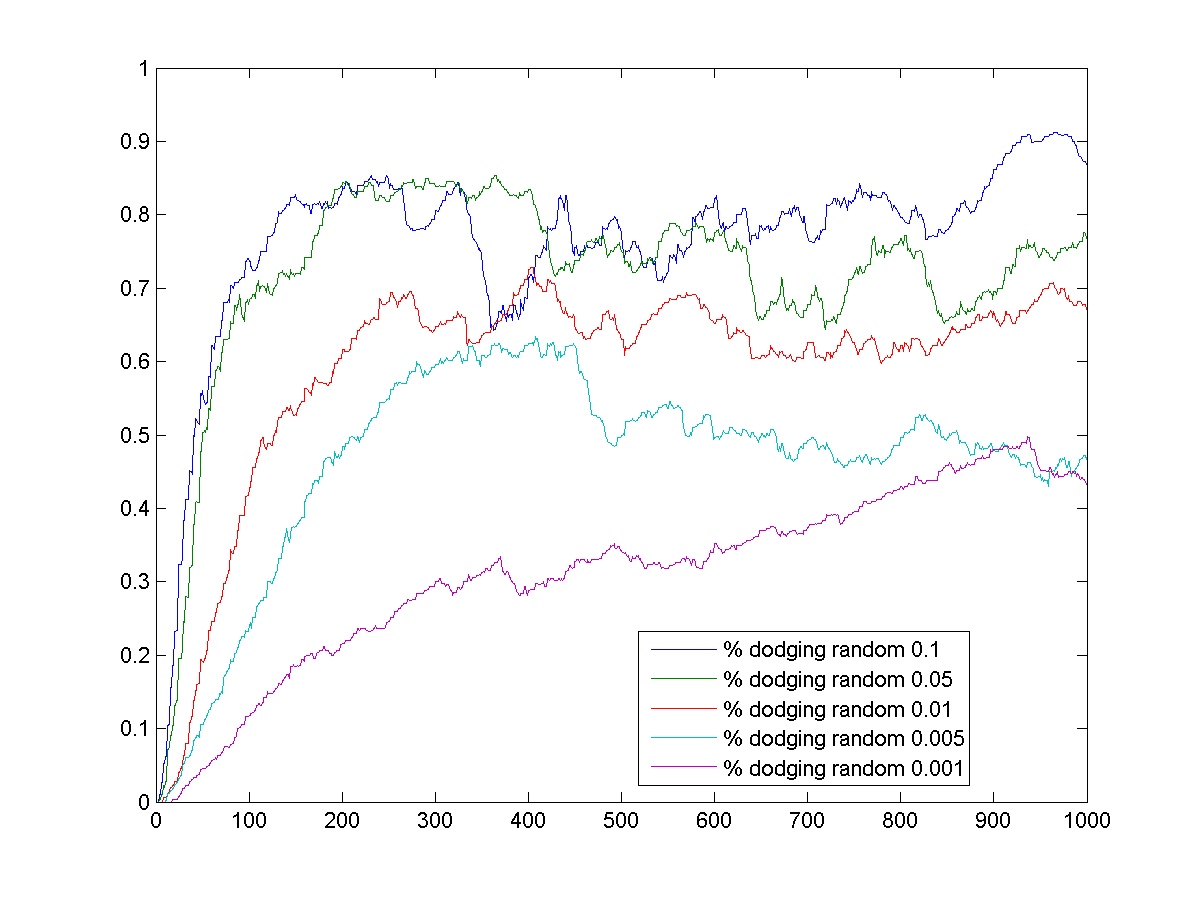 1
0.9
0.8
0.7
0.6
0.5
0.4
0.3
0.2
0.1
0
% dodging random 0.1
% dodging random 0.05
% dodging random 0.01
% dodging random 0.005
% dodging random 0.001
0 100 200 300 400 500 600 700 800 900 1000